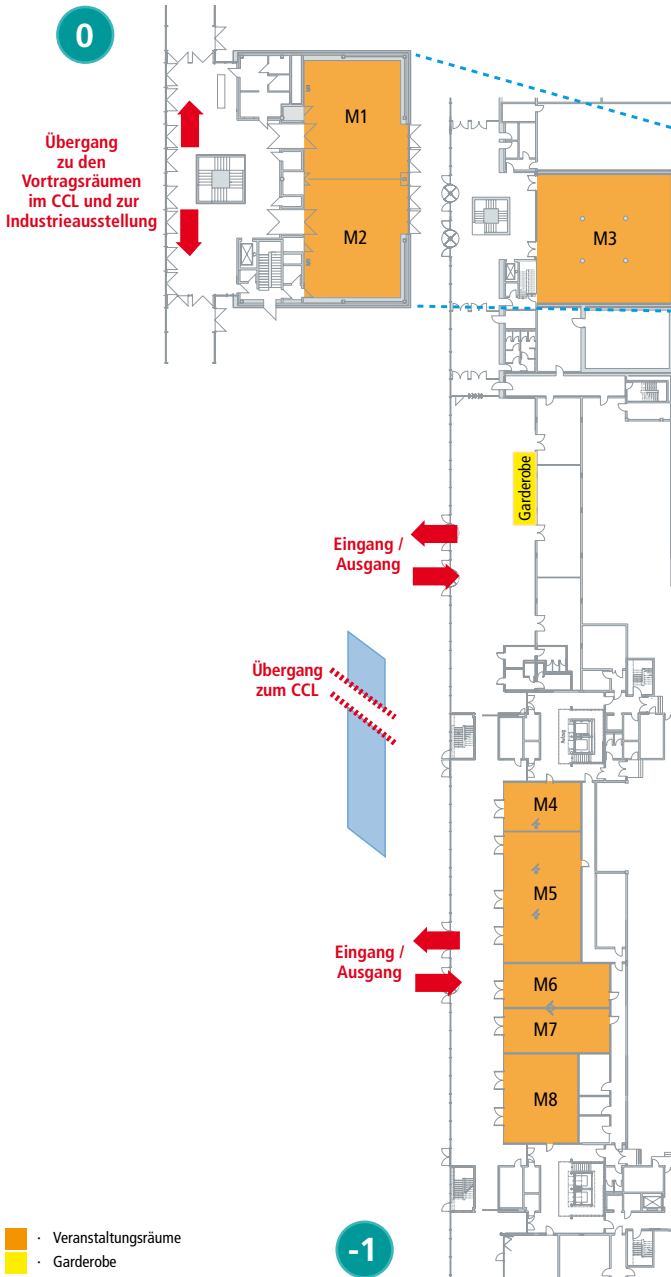 0
Übergang
zu den
Vortragsräumen
im CCL und zur
Industrieausstellung
M1
M2
M3
Garderobe
Eingang /
Ausgang
Übergang
zum CCL
M4
M5
Eingang /
Ausgang
M6
M7
M8
· Veranstaltungsräume
· Garderobe
-1